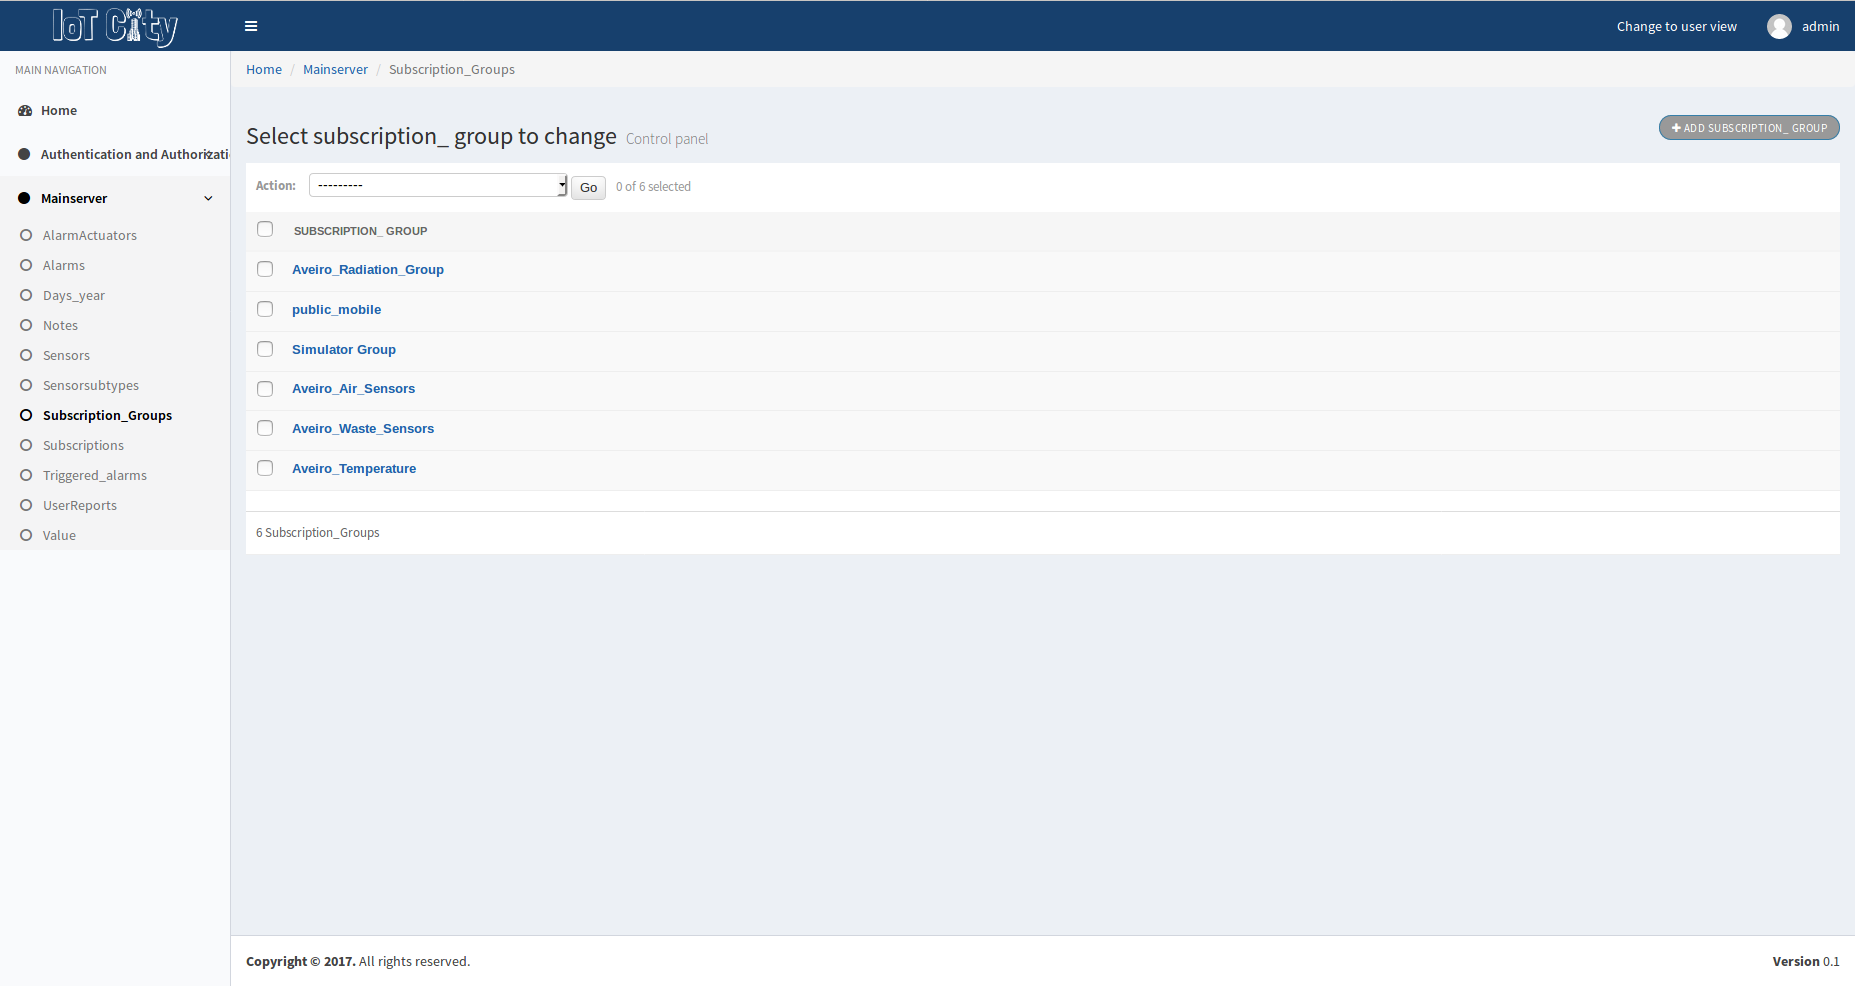 IoT City
Change to user view admin
MAIN NAVIGATION
Home / Mainserver / Subscription_Groups
Home
Authentication and Authorizati
Mainserver
AlarmActuators
Alarms
Days_year
Notes
Sensors
Sensorsubtypes
Subscription_Groups
Subscriptions
Triggered_alarms
UserReports
Value
Select subscription_ group to change Control panel
ADD SUBSCRIPTION_ GROUP
Action: --------- Go 0 of 6 selected
SUBSCRIPTION_ GROUP
Aveiro_Radiation_Group
public_mobile
Simulator Group
Aveiro_Air_Sensors
Aveiro_Waste_Sensors
Aveiro_Temperature
6 Subscription_Groups
Copyright © 2017. All rights reserved.
Version 0.1